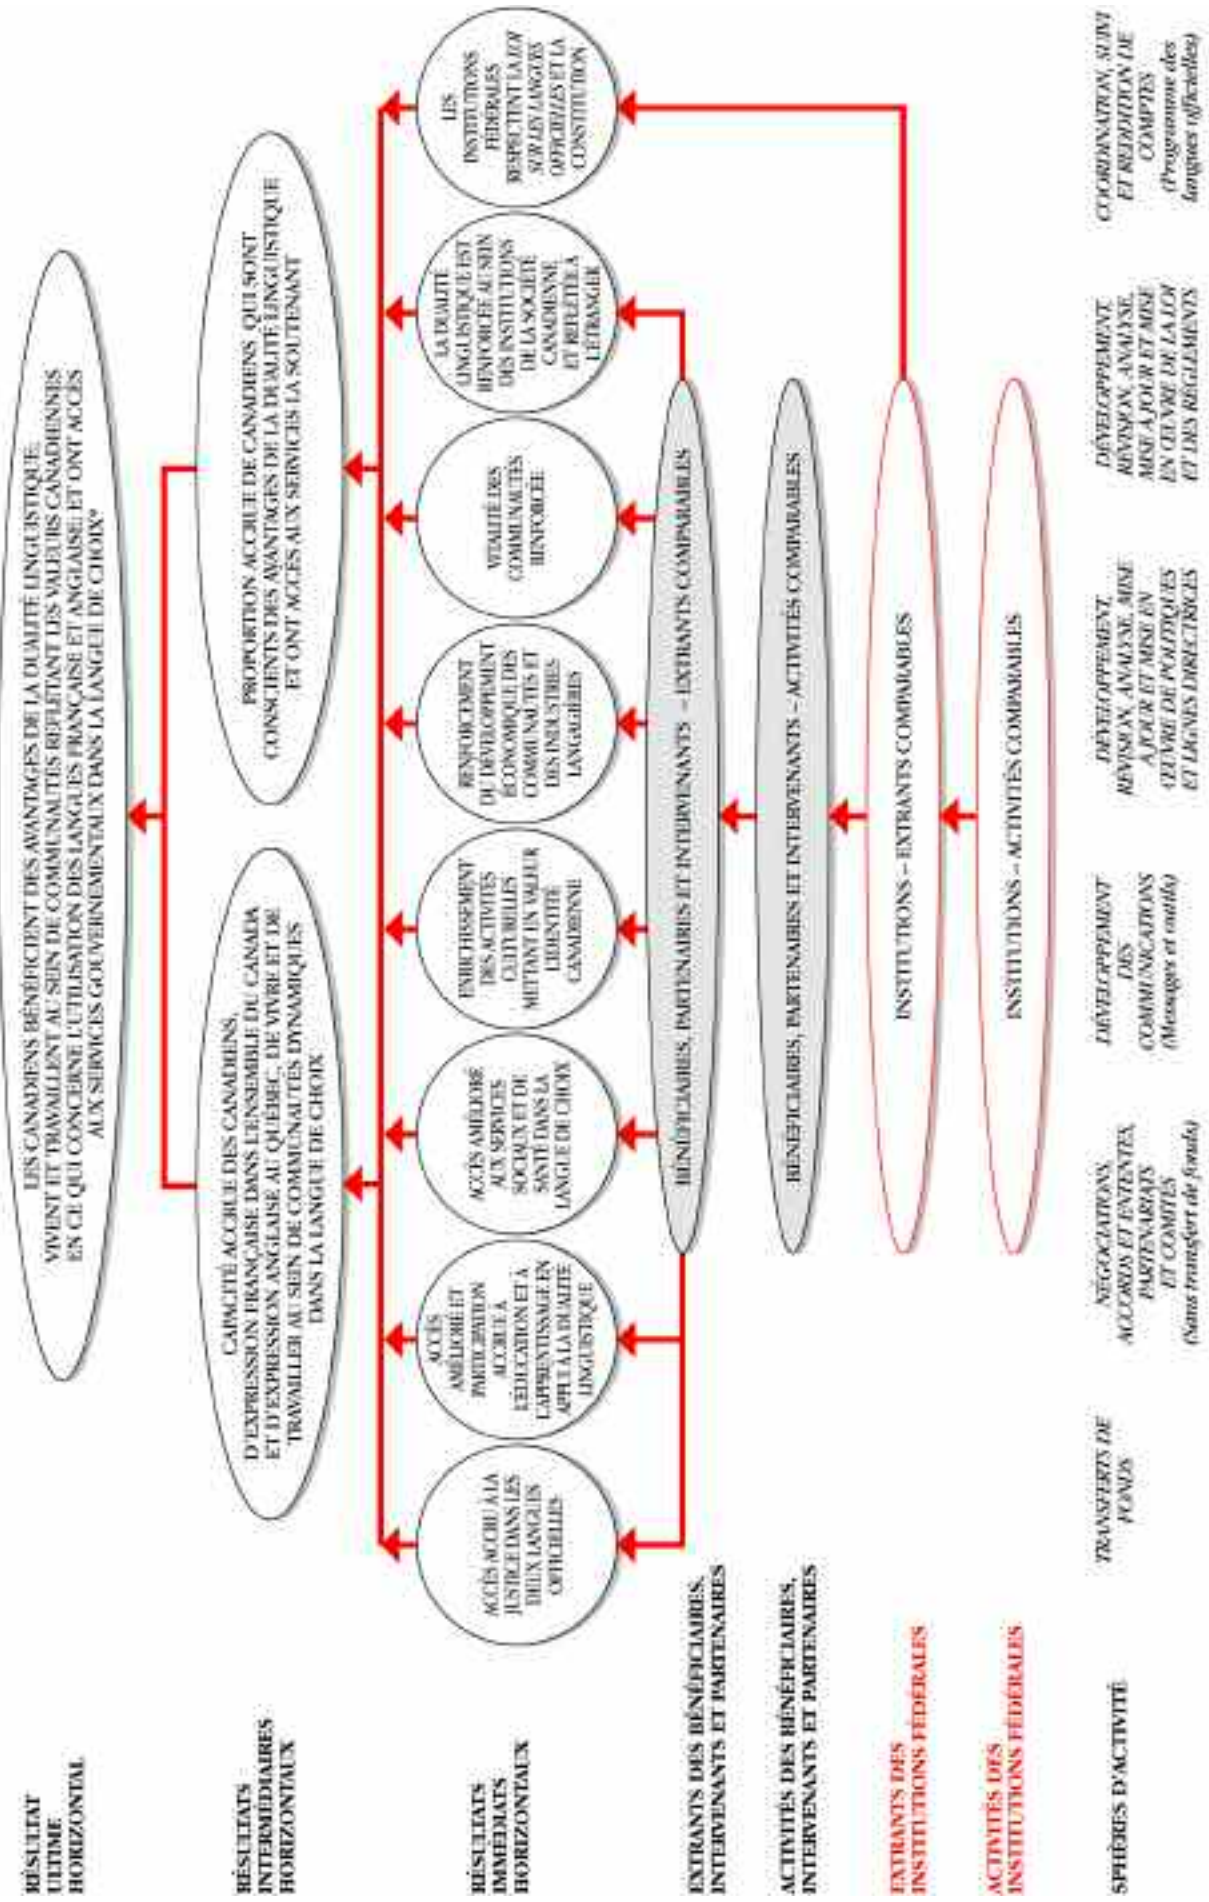 RÉSULTAT
ULTIME
HORIZONTAL
LES CANADIENS BÉNÉFICIENT DES AVANTAGES DE LA DUALITÉ LINGUISTIQUE;
VIVENT ET TRAVAILLENT AU SEIN DE COMMUNAUTÉS REFLÉTANT LES VALEURS CANADIENNES
EN CE QUI CONCERNE L'UTILISATION DES LANGUES FRANÇAISE ET ANGLAISE; ET ONT ACCÈS
AUX SERVICES GOUVERNEMENTAUX DANS LA LANGUE DE CHOIX*
RÉSULTATS
INTERMÉDIAIRES
HORIZONTAUX
CAPACITÉ ACCRUE DES CANADIENS,
D'EXPRESSION FRANÇAISE DANS L'ENSEMBLE DU CANADA
ET D'EXPRESSION ANGLAISE AU QUÉBEC, DE VIVRE ET DE
TRAVAILLER AU SEIN DE COMMUNAUTÉS DYNAMIQUES
DANS LA LANGUE DE CHOIX
PROPORTION ACCRUE DE CANADIENS QUI SONT
CONSCIENTS DES AVANTAGES DE LA DUALITÉ LINGUISTIQUE
ET ONT ACCÈS AUX SERVICES LA SOUTENANT
RÉSULTATS
IMMÉDIATS
HORIZONTAUX
ACCÈS ACCRU À LA
JUSTICE DANS LES
DEUX LANGUES
OFFICIELLES
ACCÈS
AMÉLIORÉ ET
PARTICIPATION
ACCRUE À
L'ÉDUCATION ET À
L'APPRENTISSAGE EN
APPUI À LA DUALITÉ
LINGUISTIQUE
ACCÈS AMÉLIORÉ
AUX SERVICES
SOCIAUX ET DE
SANTÉ DANS LA
LANGUE DE CHOIX
ENRICHISSEMENT
DES ACTIVITÉS
CULTURELLES
METTANT EN VALEUR
L'IDENTITÉ
CANADIENNE
RENFORCEMENT
DU DÉVELOPPEMENT
ÉCONOMIQUE DES
COMMUNAUTÉS ET
DES INDUSTRIES
LANGAGIÈRES
VITALITÉ DES
COMMUNAUTÉS
RENFORCÉE
LA DUALITÉ
LINGUISTIQUE EST
RENFORCÉE AU SEIN
DES INSTITUTIONS
DE LA SOCIÉTÉ
CANADIENNE
ET REFLÉTÉE À
L'ÉTRANGER
LES
INSTITUTIONS
FÉDÉRALES
RESPECTENT LA LOI
SUR LES LANGUES
OFFICIELLES ET LA
CONSTITUTION
EXTRANTS DES BÉNÉFICIAIRES,
INTERVENANTS ET PARTENAIRES
BÉNÉFICIAIRES, PARTENAIRES ET INTERVENANTS – EXTRANTS COMPARABLES
ACTIVITÉS DES BÉNÉFICIAIRES,
INTERVENANTS ET PARTENAIRES
BÉNÉFICIAIRES, PARTENAIRES ET INTERVENANTS – ACTIVITÉS COMPARABLES
EXTRANTS DES
INSTITUTIONS FÉDÉRALES
INSTITUTIONS – EXTRANTS COMPARABLES
ACTIVITÉS DES
INSTITUTIONS FÉDÉRALES
INSTITUTIONS – ACTIVITÉS COMPARABLES
SPHÈRES D'ACTIVITÉ
TRANSFERTS DE
FONDS
NÉGOCIATIONS,
ACCORDS ET ENTENTES,
PARTENARIATS
ET COMITÉS
(Sans transfert de fonds)
DÉVELOPPEMENT
DES
COMMUNICATIONS
(Messages et outils)
DÉVELOPPEMENT,
RÉVISION, ANALYSE, MISE
À JOUR ET MISE EN
ŒUVRE DE POLITIQUES
ET LIGNES DIRECTRICES
DÉVELOPPEMENT,
RÉVISION, ANALYSE,
MISE À JOUR ET MISE
EN ŒUVRE DE LA LOI
ET DES RÈGLEMENTS
COORDINATION, SUIVI
ET REDDITION DE
COMPTES
(Programme des
langues officielles)